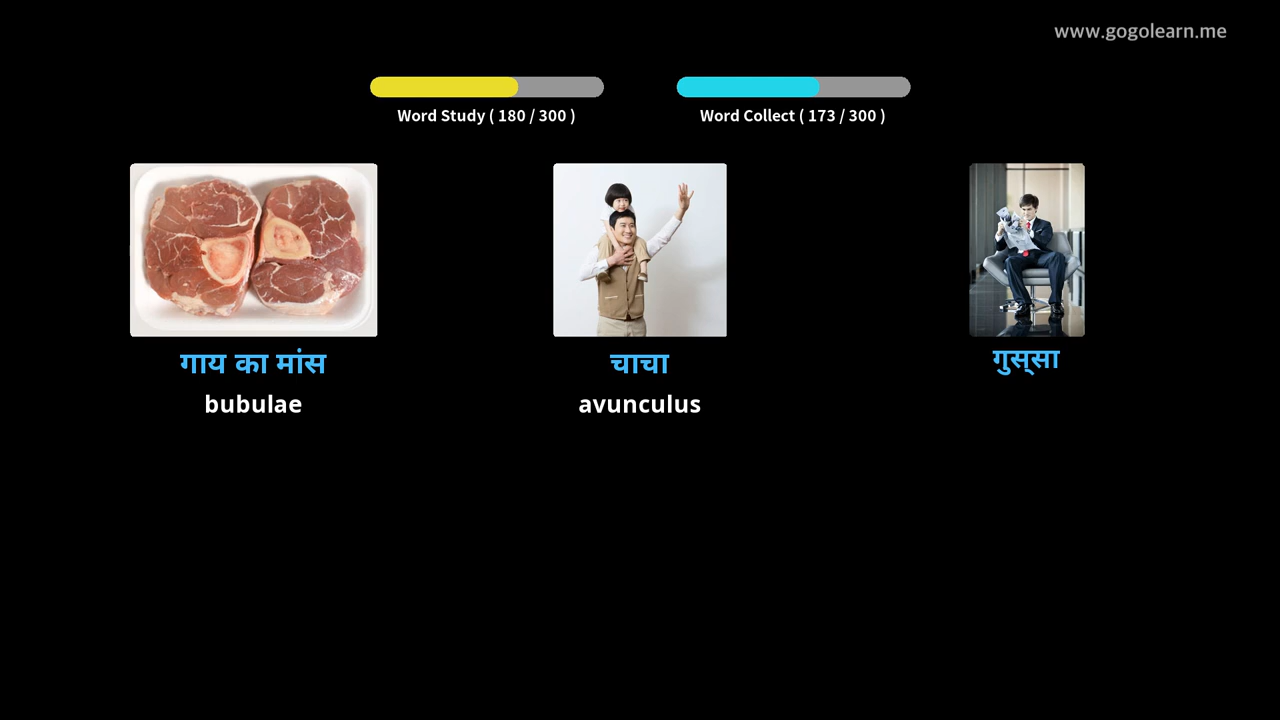 www.gogolearn.me
Word Study ( 180 / 300 )
Word Collect ( 173 / 300 )
गाय का मांस
चाचा
गुस्‌सा
bubulae
avunculus